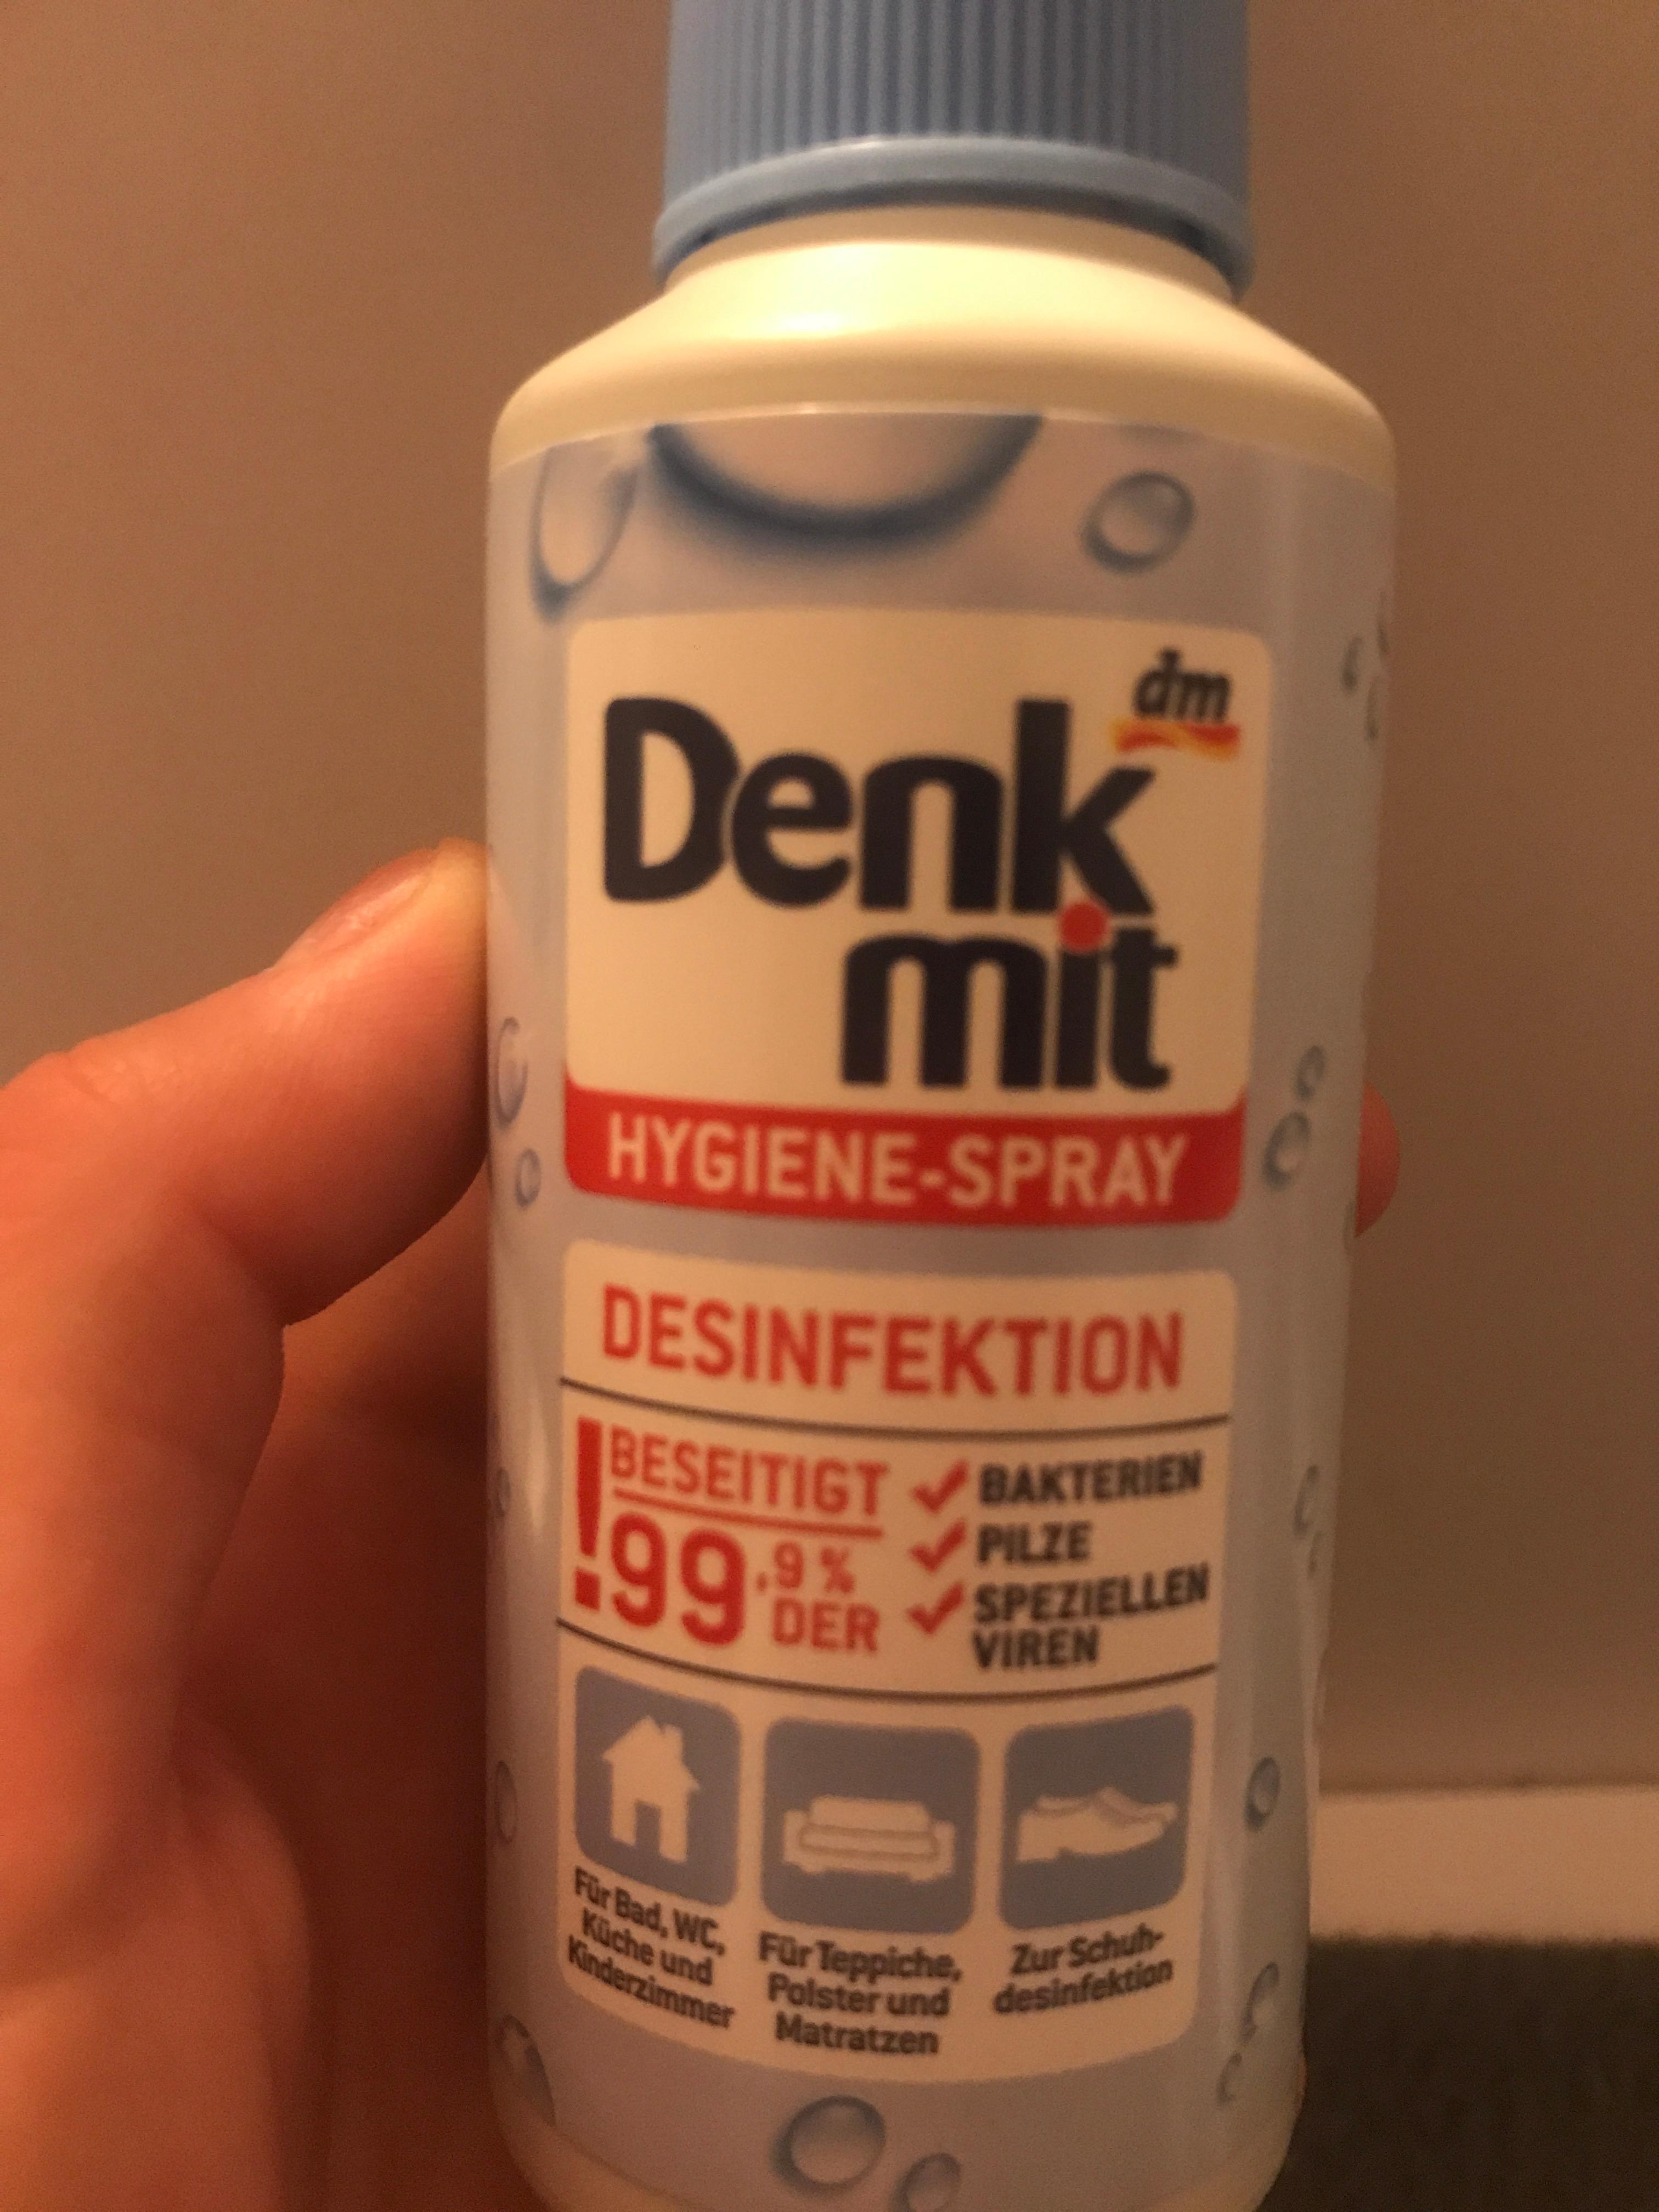 dm
Denk
mit
HYGIENE-SPRAY
DESINFEKTION
! BESEITIGT
99,9 %
DER
BAKTERIEN
PILZE
SPEZIELLEN
VIREN
Für Bad, WC,
Küche und
Kinderzimmer
Für Teppiche,
Polster und
Matratzen
Zur Schuh-
desinfektion